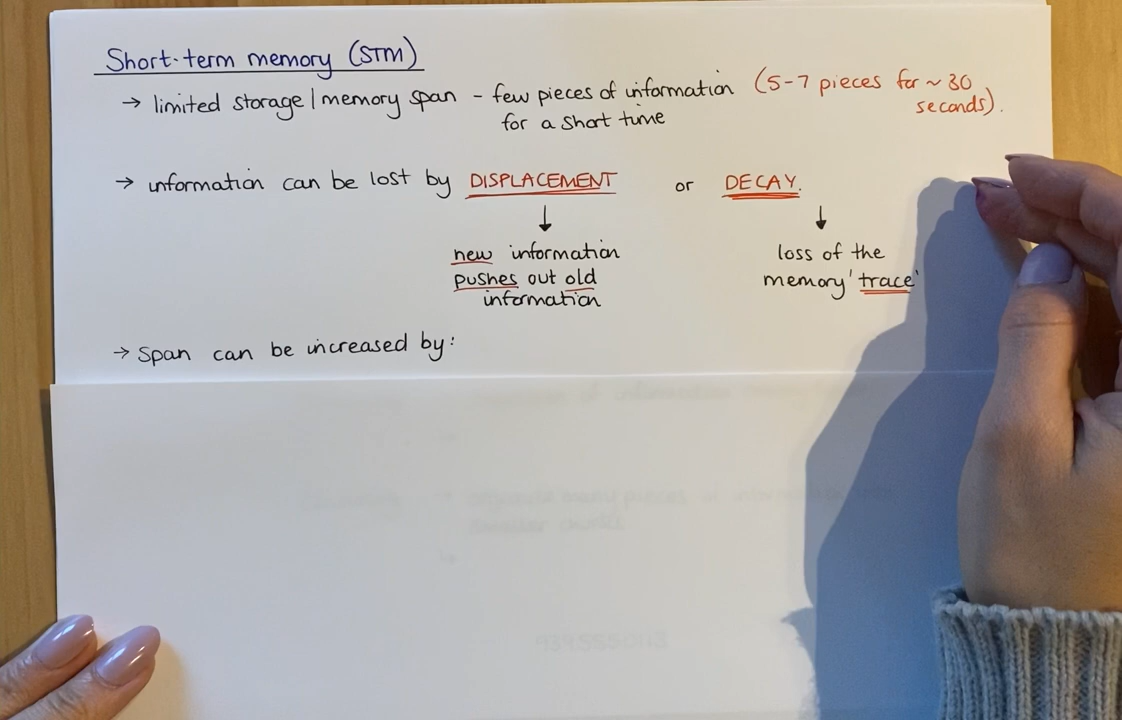 Short-term memory (STM)
→ limited storage/memory span - few pieces of information (5-7 pieces for ~ 30
for a short time seconds).
→ information can be lost by DISPLACEMENT or DECAY.
↓ ↓
new information loss of the
pushes out old memory 'trace'
information
→ Span can be increased by: